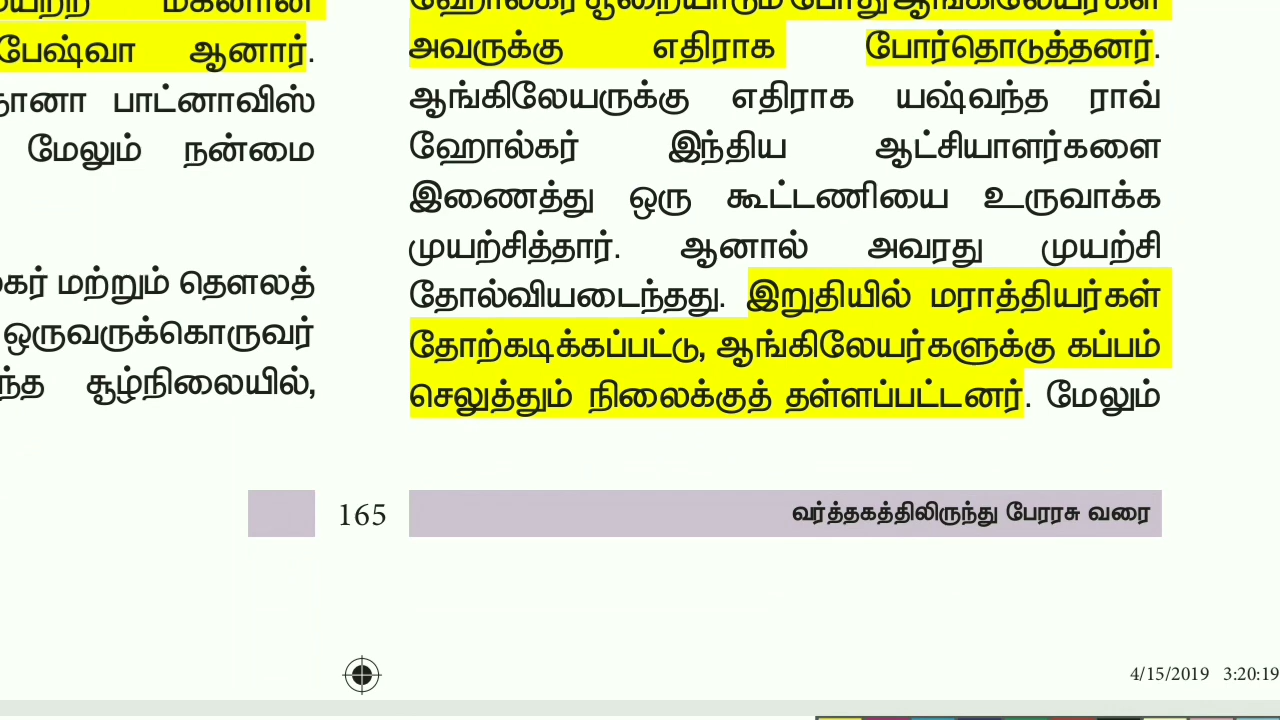 பேஷ்வா ஆனார்.
பாட்னாவிஸ்
மேலும் நன்மை
மற்றும் தௌலத்
ஒருவருக்கொருவர்
சூழ்நிலையில்,
அவருக்கு எதிராக போர்தொடுத்தனர்.
ஆங்கிலேயருக்கு எதிராக யஷ்வந்த ராவ்
ஹோல்கர் இந்திய ஆட்சியாளர்களை
இணைத்து ஒரு கூட்டணியை உருவாக்க
முயற்சித்தார். ஆனால் அவரது முயற்சி
தோல்வியடைந்தது. இறுதியில் மராத்தியர்கள்
தோற்கடிக்கப்பட்டு, ஆங்கிலேயர்களுக்கு கப்பம்
செலுத்தும் நிலைக்குத் தள்ளப்பட்டனர். மேலும்
165 வர்த்தகத்திலிருந்து பேரரசு வரை
4/15/2019 3:20:19